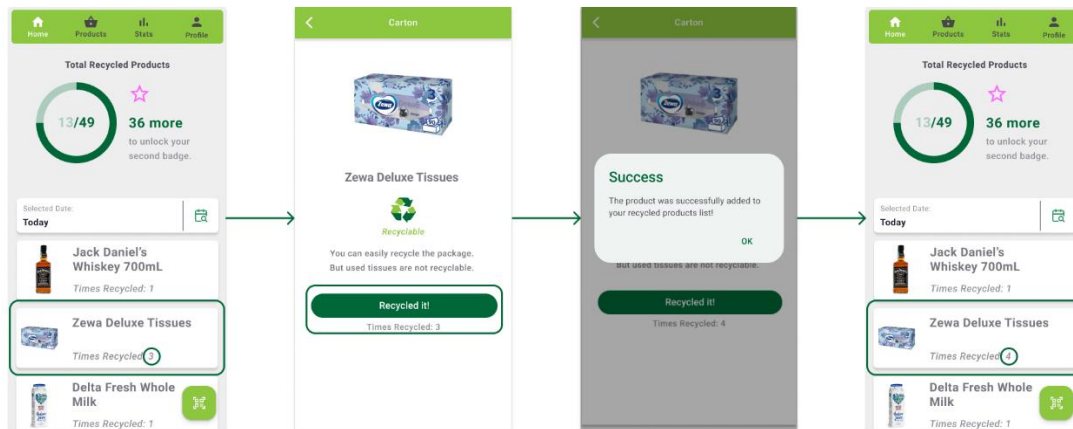 Home Products Stats Profile
Total Recycled Products
13/49
36 more
to unlock your
second badge.
Selected Date:
Today
Jack Daniel's
Whiskey 700mL
Times Recycled: 1
Zewa Deluxe Tissues
Times Recycled: 3
Delta Fresh Whole
Milk
Times Recycled: 1
Carton
Zewa
3
Zewa Deluxe Tissues
Recyclable
You can easily recycle the package.
But used tissues are not recyclable.
Recycled it!
Times Recycled: 3
Carton
Zewa
3
Success
The product was successfully added to
your recycled products list!
OK
But used tissues are not recyclable.
Recycled it!
Times Recycled: 4
Home Products Stats Profile
Total Recycled Products
13/49
36 more
to unlock your
second badge.
Selected Date:
Today
Jack Daniel's
Whiskey 700mL
Times Recycled: 1
Zewa Deluxe Tissues
Times Recycled: 4
Delta Fresh Whole
Milk
Times Recycled: 1